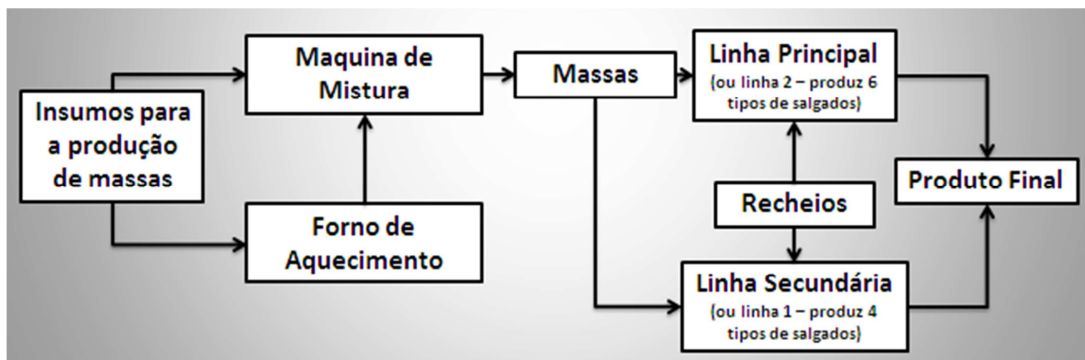 Insumos para
a produção
de massas
Maquina de
Mistura
Forno de
Aquecimento
Massas
Linha Principal
(ou linha 2 – produz 6
tipos de salgados)
Recheios
Linha Secundária
(ou linha 1 – produz 4
tipos de salgados)
Produto Final